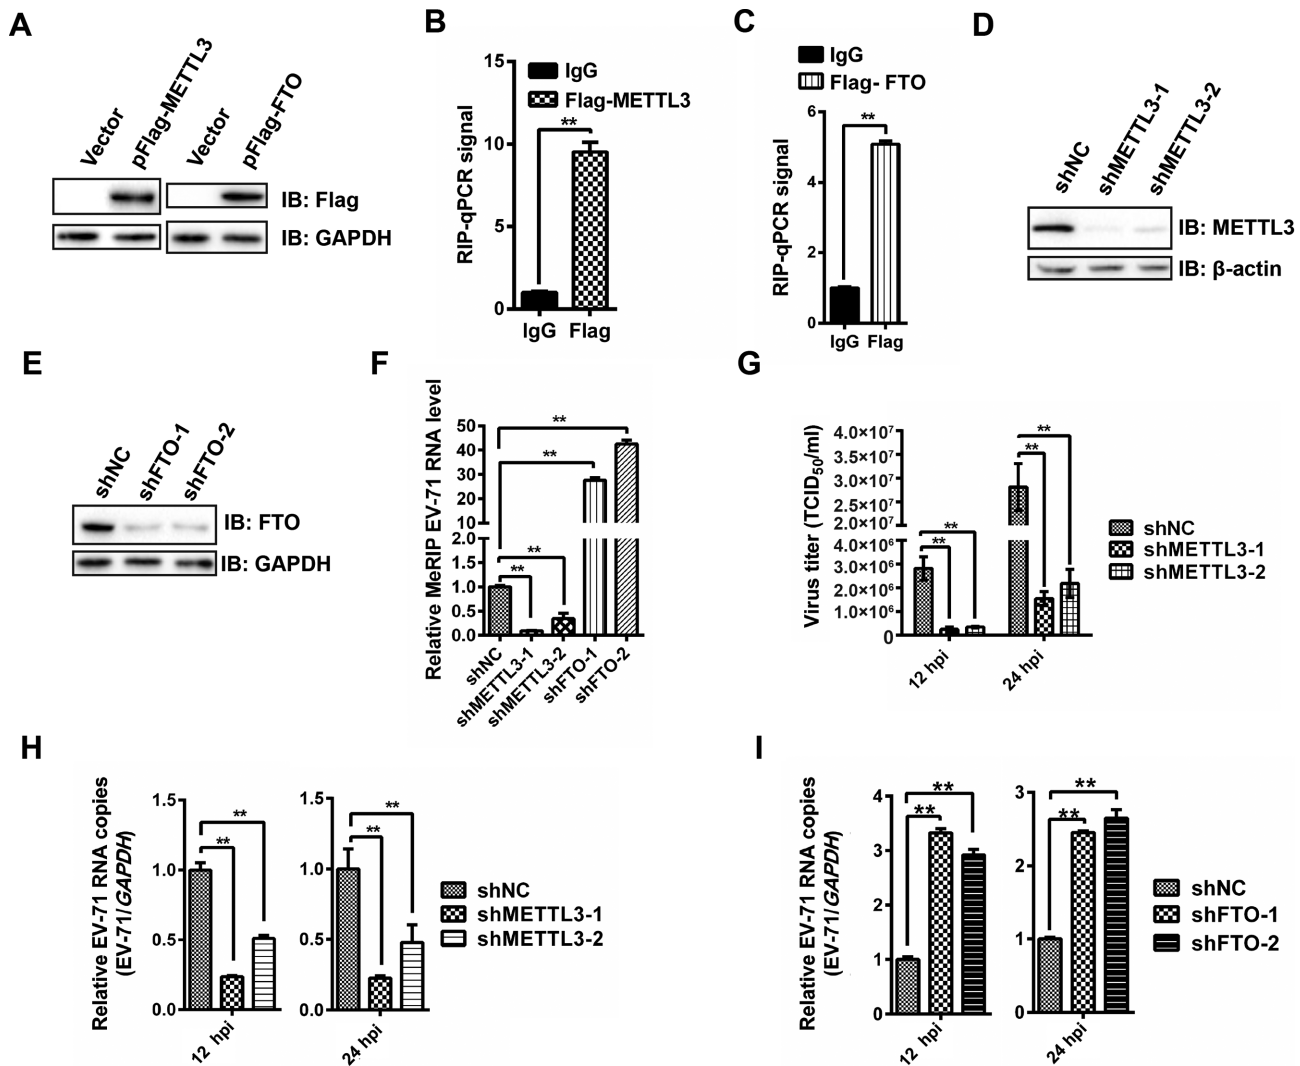 A
Vector
pFlag-METTL3
Vector
pFlag-FTO
IB: Flag
IB: GAPDH
B
RIP-qPCR signal
15
10
5
0
IgG
Flag-METTL3
**
IgG
Flag
C
IgG
Flag- FTO
RIP-qPCR signal
6
4
2
0
**
IgG
Flag
D
shNC
shMETTL3-1
shMETTL3-2
IB: METTL3
IB: β-actin
E
shNC
shFTO-1
shFTO-2
IB: FTO
IB: GAPDH
F
Relative MeRIP EV-71 RNA level
50
40
30
20
10
2.0
1.5
1.0
0.5
0.0
**
**
**
**
shNC
shMETTL3-1
shMETTL3-2
shFTO-1
shFTO-2
G
Virus titer (TCID50/ml)
4.0×10⁷
3.5×10⁷
3.0×10⁷
2.5×10⁷
2.0×10⁷
4.0×10⁶
3.0×10⁶
2.0×10⁶
1.0×10⁶
0
**
**
**
**
12 hpi
24 hpi
shNC
shMETTL3-1
shMETTL3-2
H
Relative EV-71 RNA copies
(EV-71/GAPDH)
1.5
1.0
0.5
0.0
**
**
12 hpi
1.5
1.0
0.5
0.0
**
**
24 hpi
shNC
shMETTL3-1
shMETTL3-2
I
Relative EV-71 RNA copies
(EV-71/GAPDH)
4
3
2
1
0
**
**
12 hpi
3
2
1
0
**
**
24 hpi
shNC
shFTO-1
shFTO-2